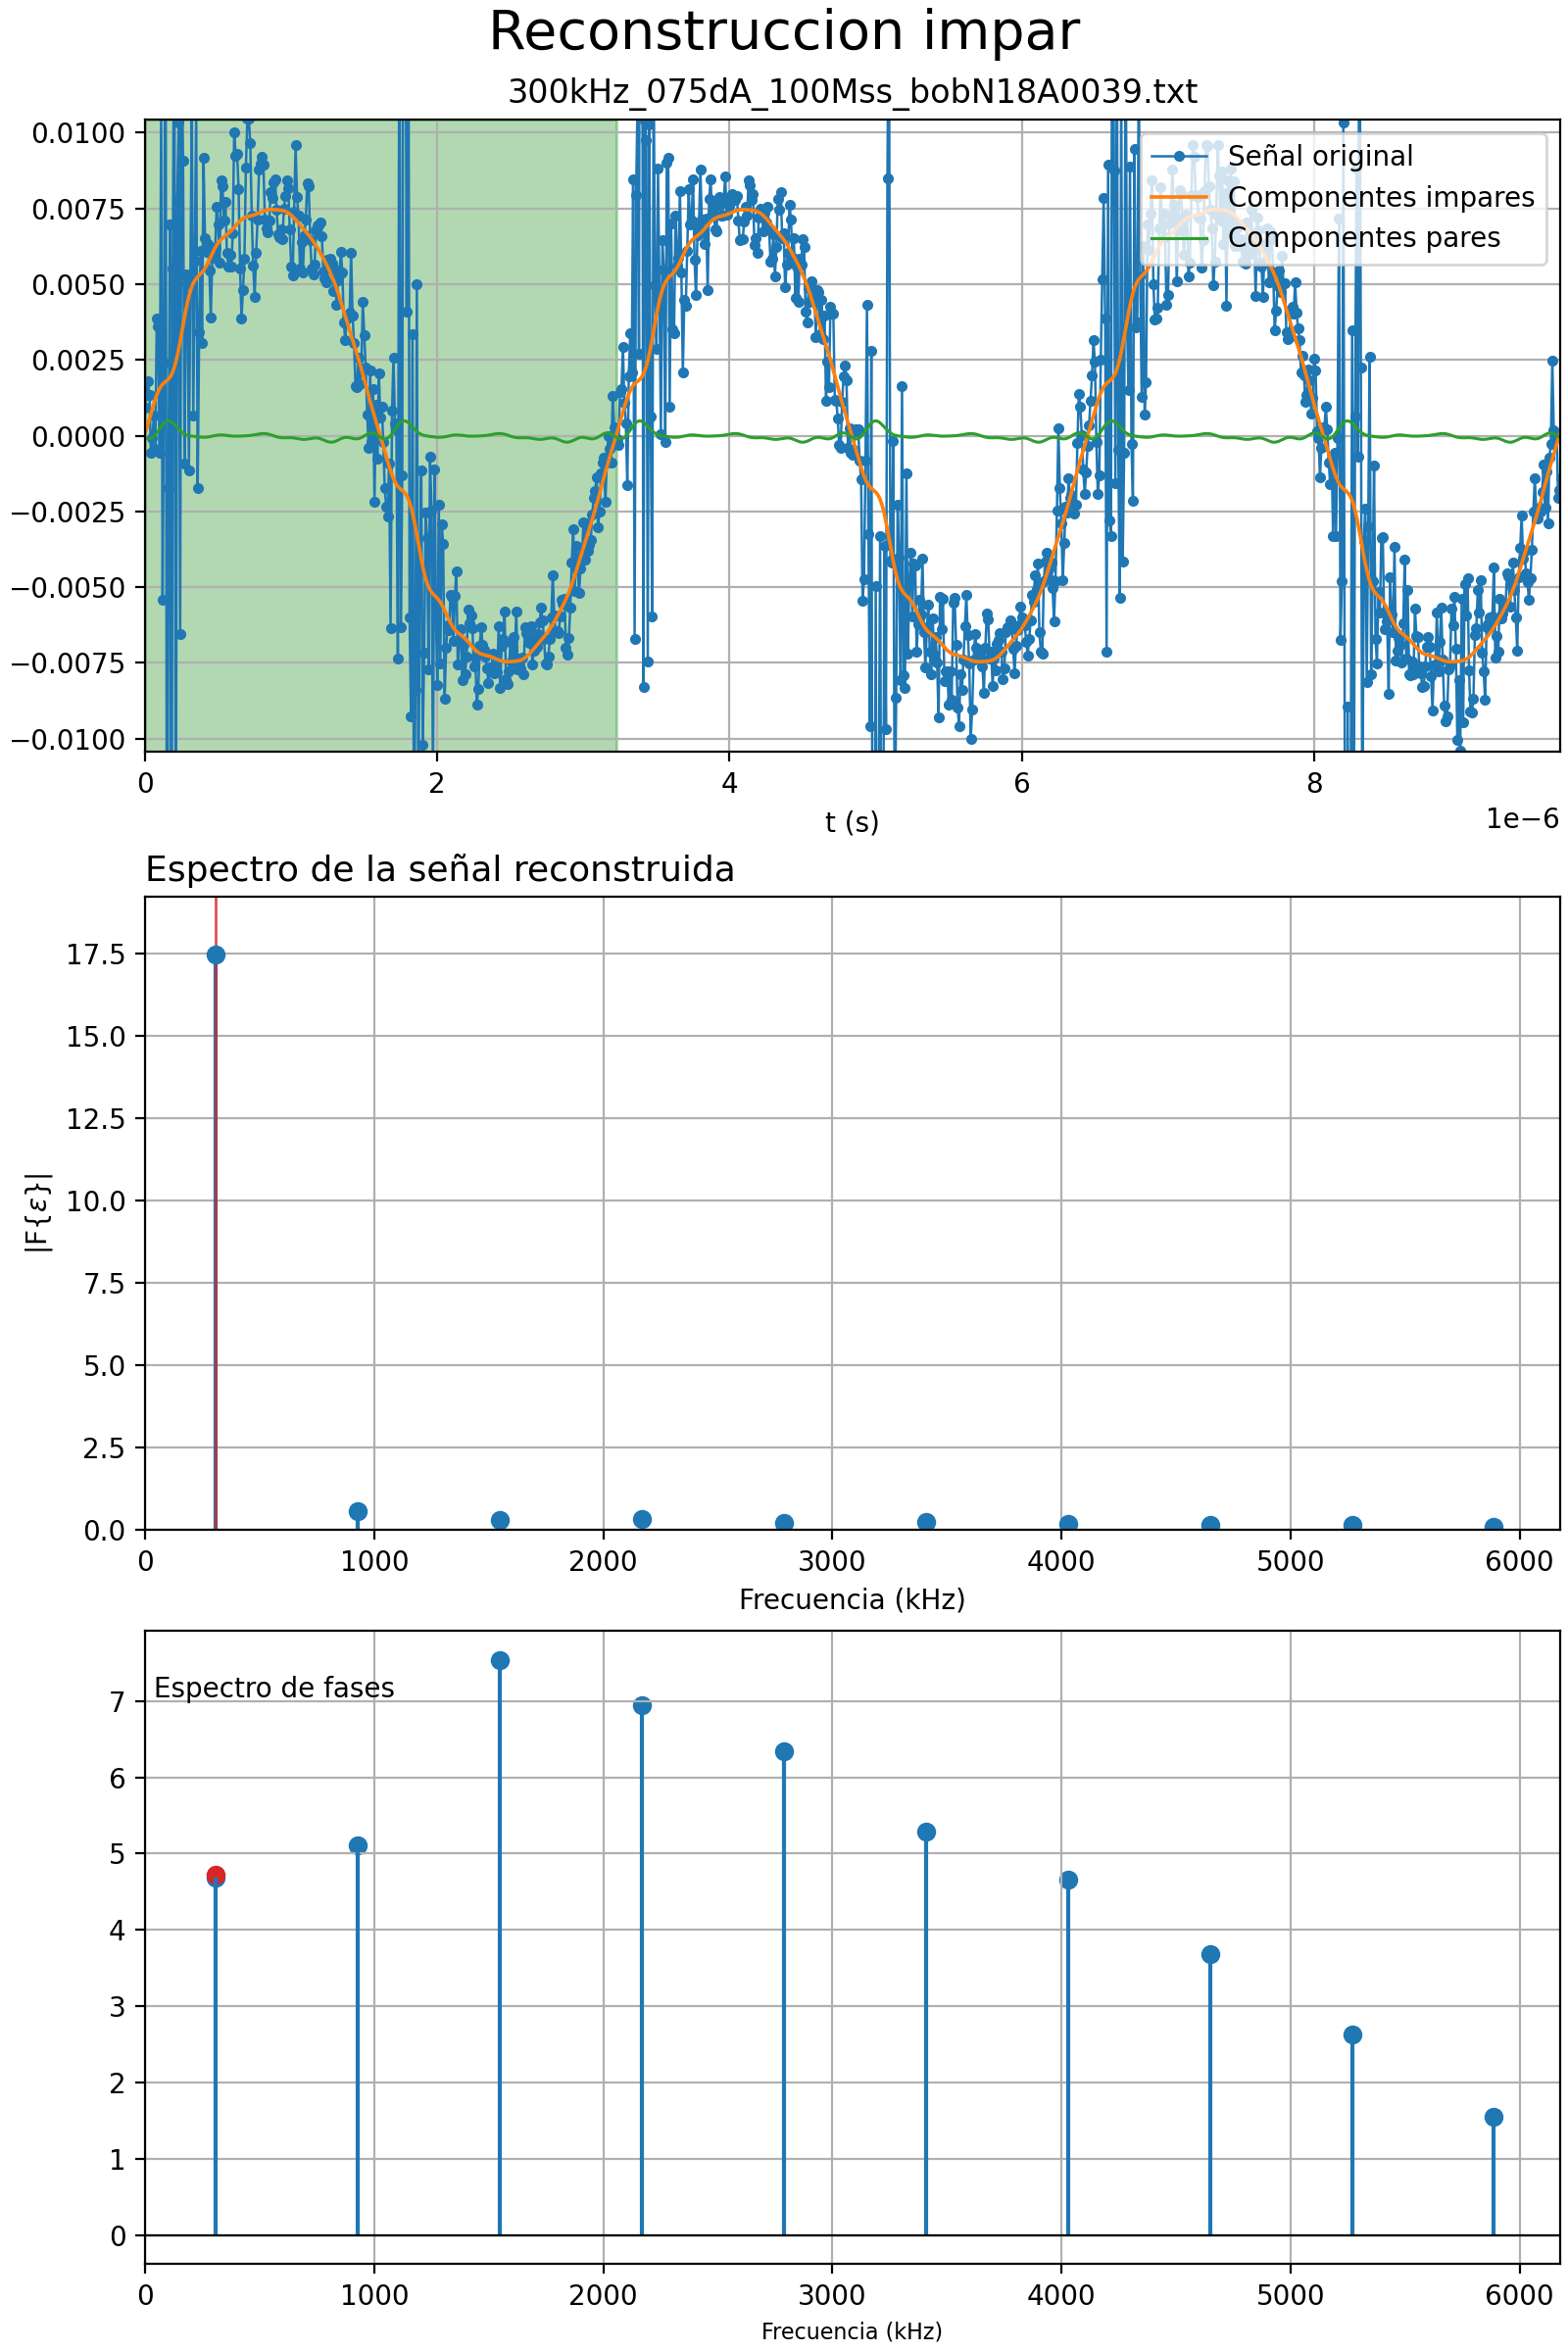 Reconstruccion impar
300kHz_075dA_100Mss_bobN18A0039.txt
0.0100
0.0075
0.0050
0.0025
0.0000
−0.0025
−0.0050
−0.0075
−0.0100
Señal original
Componentes impares
Componentes pares
0 2 4 6 8
t (s)
1e−6
Espectro de la señal reconstruida
17.5
15.0
12.5
10.0
7.5
5.0
2.5
0.0
|F{ε}|
0 1000 2000 3000 4000 5000 6000
Frecuencia (kHz)
Espectro de fases
7
6
5
4
3
2
1
0
0 1000 2000 3000 4000 5000 6000
Frecuencia (kHz)